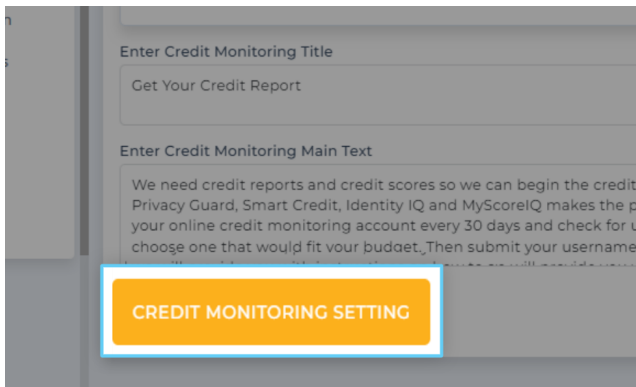 n
s
Enter Credit Monitoring Title
Get Your Credit Report
Enter Credit Monitoring Main Text
We need credit reports and credit scores so we can begin the credit
Privacy Guard, Smart Credit, Identity IQ and MyScoreIQ makes the p
your online credit monitoring account every 30 days and check for u
choose one that would fit your budget. Then submit your username
CREDIT MONITORING SETTING